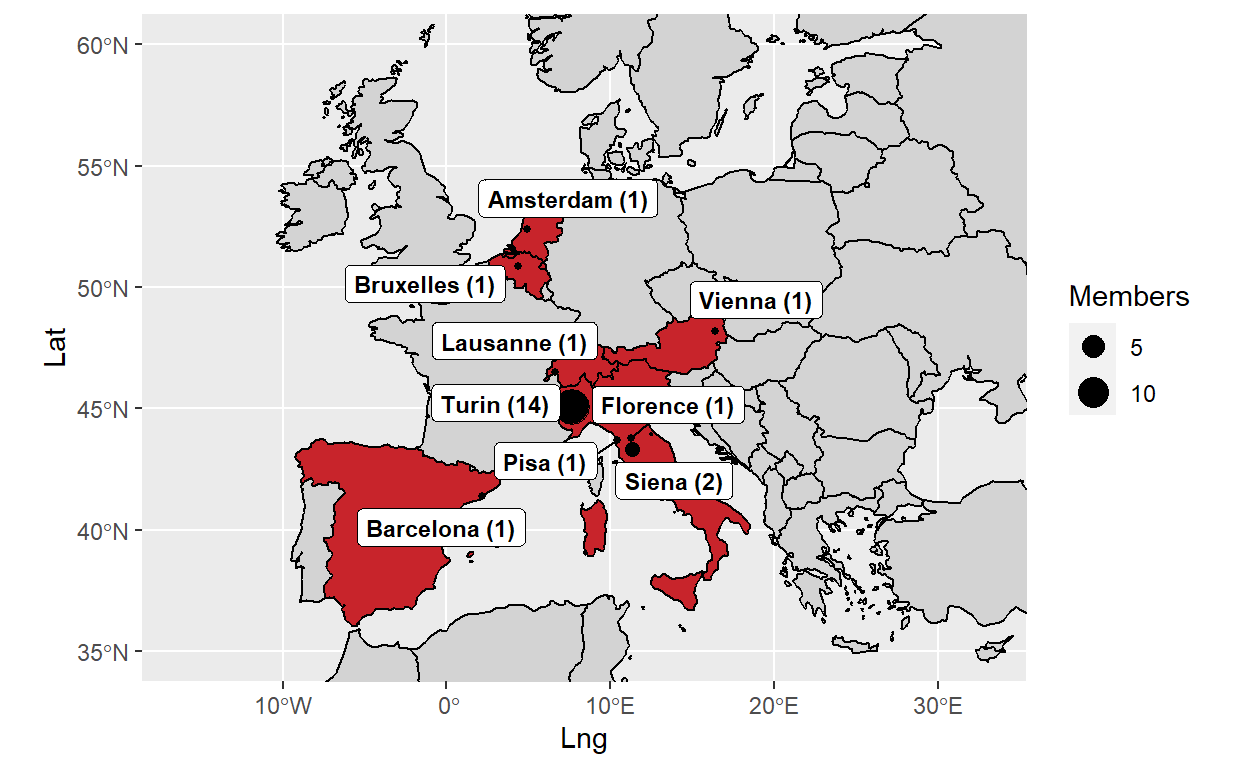 60°N
55°N
50°N
45°N
40°N
35°N
Lat
Amsterdam (1)
Bruxelles (1)
Vienna (1)
Lausanne (1)
Turin (14)
Florence (1)
Pisa (1)
Siena (2)
Barcelona (1)
10°W
0°
10°E
20°E
30°E
Lng
Members
5
10